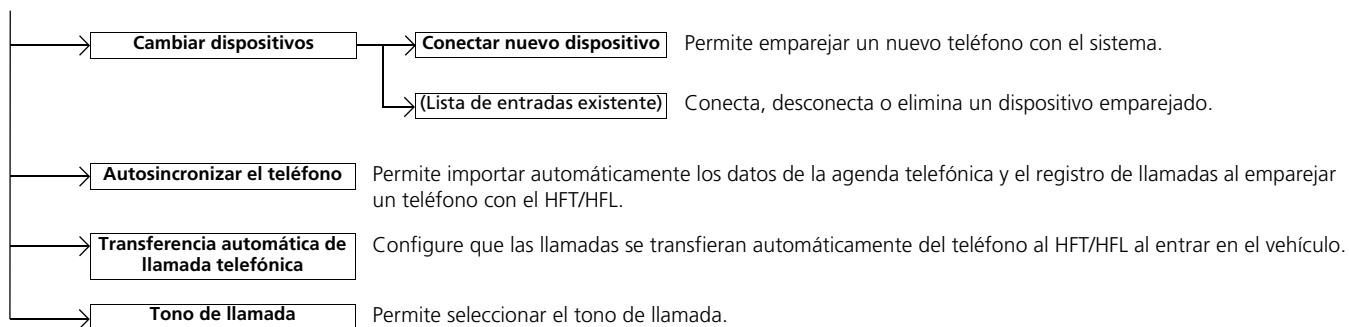 Cambiar dispositivos
Conectar nuevo dispositivo
Permite emparejar un nuevo teléfono con el sistema.
(Lista de entradas existente)
Conecta, desconecta o elimina un dispositivo emparejado.
Autosincronizar el teléfono
Permite importar automáticamente los datos de la agenda telefónica y el registro de llamadas al emparejar
un teléfono con el HFT/HFL.
Transferencia automática de
llamada telefónica
Configure que las llamadas se transfieran automáticamente del teléfono al HFT/HFL al entrar en el vehículo.
Tono de llamada
Permite seleccionar el tono de llamada.